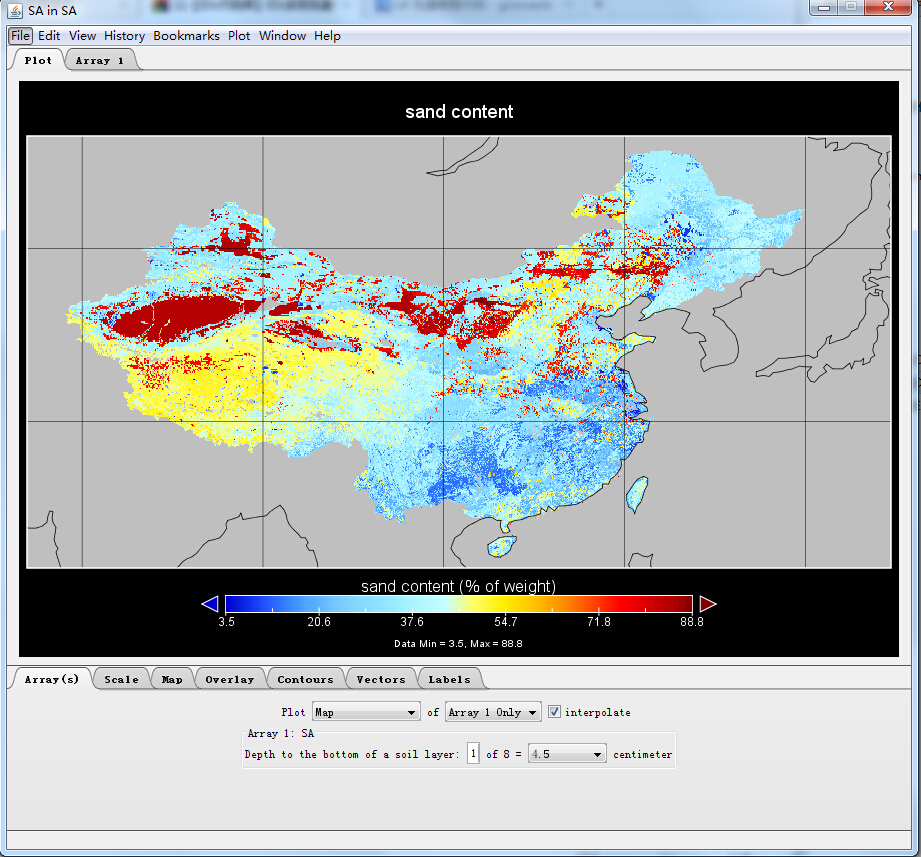 SA in SA
File Edit View History Bookmarks Plot Window Help
Plot Array 1
sand content
sand content (% of weight)
3.5 20.6 37.6 54.7 71.8 88.8
Data Min = 3.5, Max = 88.8
Array(s) Scale Map Overlay Contours Vectors Labels
Plot Map of Array 1 Only interpolate
Array 1: SA
Depth to the bottom of a soil layer: 1 of 8 = 4.5 centimeter